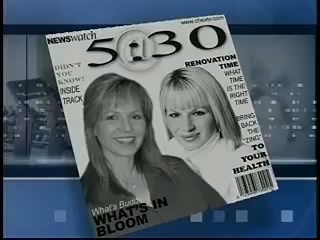 www.chextv.com
NEWSwatch
5@30
DIDN'T
YOU
KNOW?
INSIDE
TRACK
RENOVATION
TIME
WHAT
TIME
IS THE
RIGHT
TIME
BRING
BACK
THE
"ZING"
TO
YOUR
HEALTH
What's Budding
WHAT'S IN
BLOOM